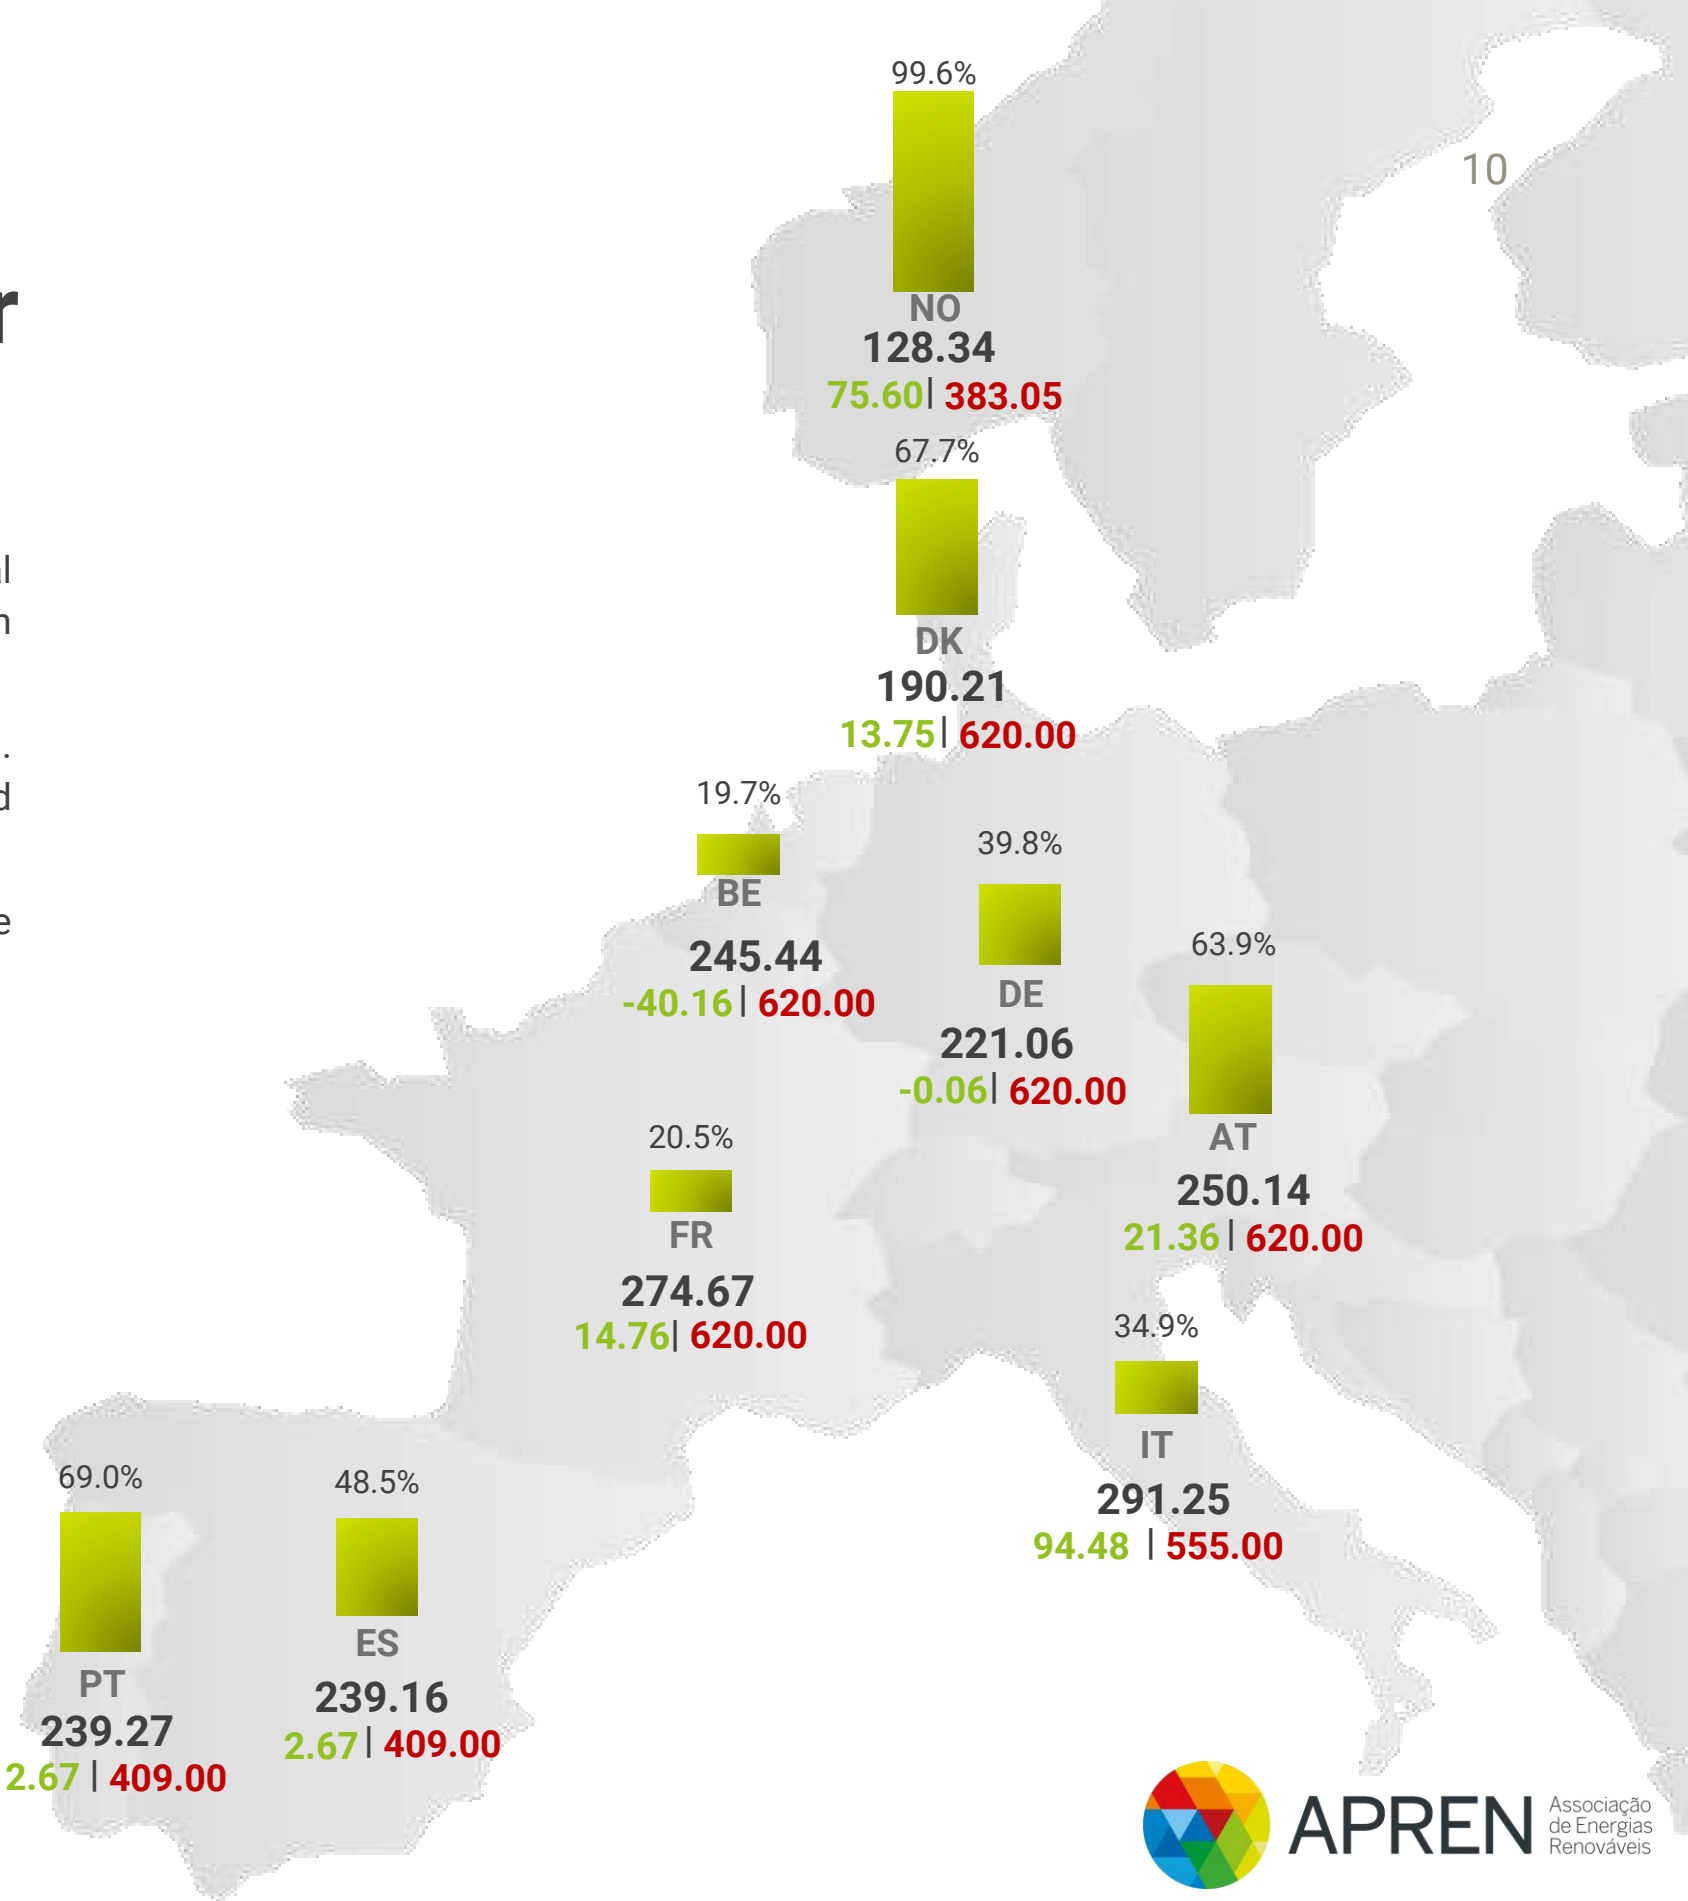 99.6%
10
NO
128.34
75.60| 383.05
r
67.7%
al
n
DK
190.21
13.75| 620.00
.
d
19.7%
39.8%
BE
e
63.9%
245.44
-40.16| 620.00
DE
221.06
-0.06| 620.00
20.5%
AT
250.14
21.36| 620.00
FR
274.67
14.76| 620.00
34.9%
IT
291.25
94.48 | 555.00
69.0%
48.5%
ES
239.16
2.67| 409.00
PT
239.27
2.67 | 409.00
APREN
Associação
de Energias
Renováveis